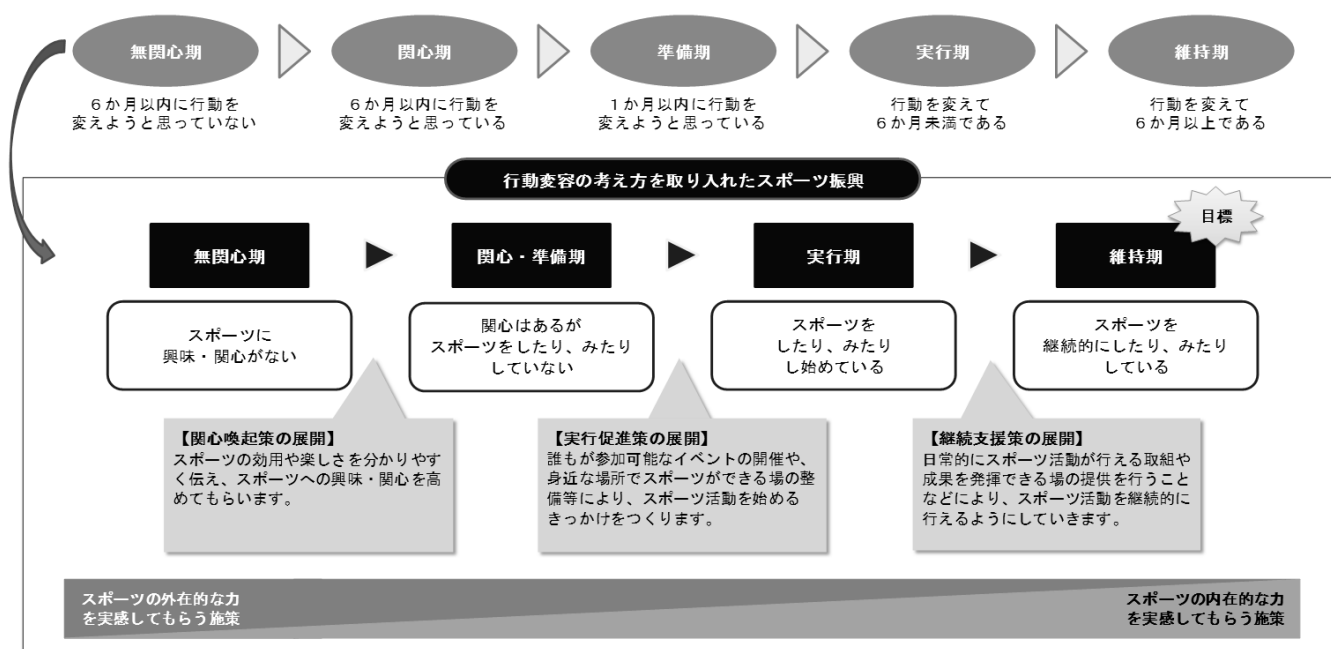 無関心期
関心期
準備期
実行期
維持期
６か月以内に行動を
変えようと思っていない
６か月以内に行動を
変えようと思っている
１か月以内に行動を
変えようと思っている
行動を変えて
６か月未満である
行動を変えて
６か月以上である
行動変容の考え方を取り入れたスポーツ振興
目標
無関心期
関心・準備期
実行期
維持期
スポーツに
興味・関心がない
関心はあるが
スポーツをしたり、みたり
していない
スポーツを
したり、みたり
し始めている
スポーツを
継続的にしたり、みたり
している
【関心喚起策の展開】
スポーツの効用や楽しさを分かりやす
く伝え、スポーツへの興味・関心を高
めてもらいます。
【実行促進策の展開】
誰もが参加可能なイベントの開催や、
身近な場所でスポーツができる場の整
備等により、スポーツ活動を始める
きっかけをつくります。
【継続支援策の展開】
日常的にスポーツ活動が行える取組や
成果を発揮できる場の提供を行うこと
などにより、スポーツ活動を継続的に
行えるようにしていきます。
スポーツの外在的な力
を実感してもらう施策
スポーツの内在的な力
を実感してもらう施策